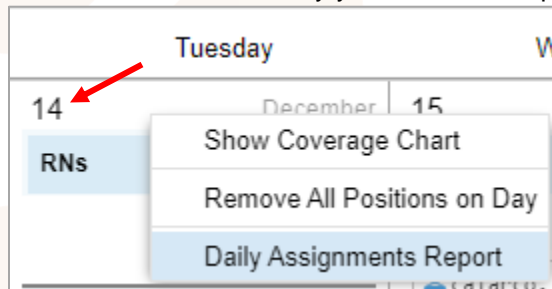 Tuesday W
14 December 15
RNs
Show Coverage Chart
Remove All Positions on Day
Daily Assignments Report